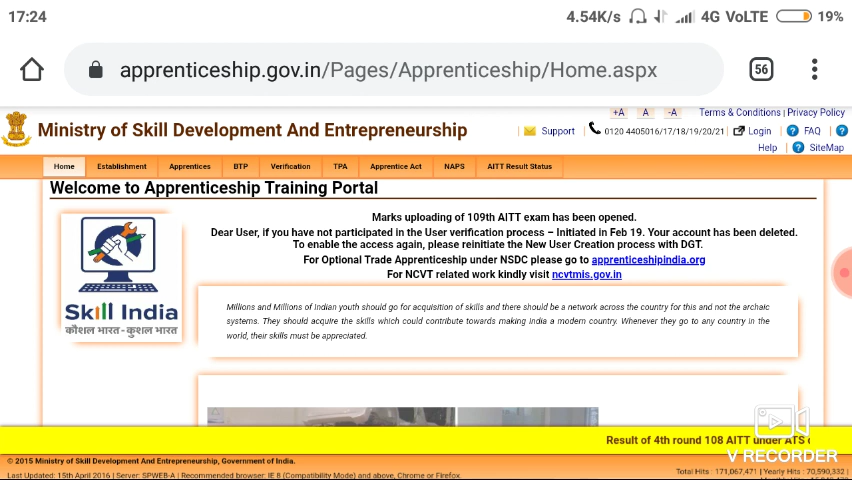 17:24
4.54K/s 4G VoLTE 19%
apprenticeship.gov.in/Pages/Apprenticeship/Home.aspx
56
+A A -A Terms & Conditions | Privacy Policy
Ministry of Skill Development And Entrepreneurship
| Support | 0120 4405016/17/18/19/20/21 | Login | FAQ |
Help | SiteMap
Home Establishment Apprentices BTP Verification TPA Apprentice Act NAPS AITT Result Status
Welcome to Apprenticeship Training Portal
Marks uploading of 109th AITT exam has been opened.
Dear User, if you have not participated in the User verification process – Initiated in Feb 19. Your account has been deleted.
To enable the access again, please reinitiate the New User Creation process with DGT.
For Optional Trade Apprenticeship under NSDC please go to apprenticeshipindia.org
For NCVT related work kindly visit ncvtmis.gov.in
Skill India
कौशल भारत-कुशल भारत
Millions and Millions of Indian youth should go for acquisition of skills and there should be a network across the country for this and not the archaic
systems. They should acquire the skills which could contribute towards making India a modern country. Whenever they go to any country in the
world, their skills must be appreciated.
Result of 4th round 108 AITT under ATS
V RECORDER
© 2015 Ministry of Skill Development And Entrepreneurship, Government of India.
Last Updated: 15th April 2016 | Server: SPWEB-A | Recommended browser: IE 8 (Compatibility Mode) and above, Chrome or Firefox.
Total Hits : 171,067,471 | Yearly Hits : 70,590,332 |